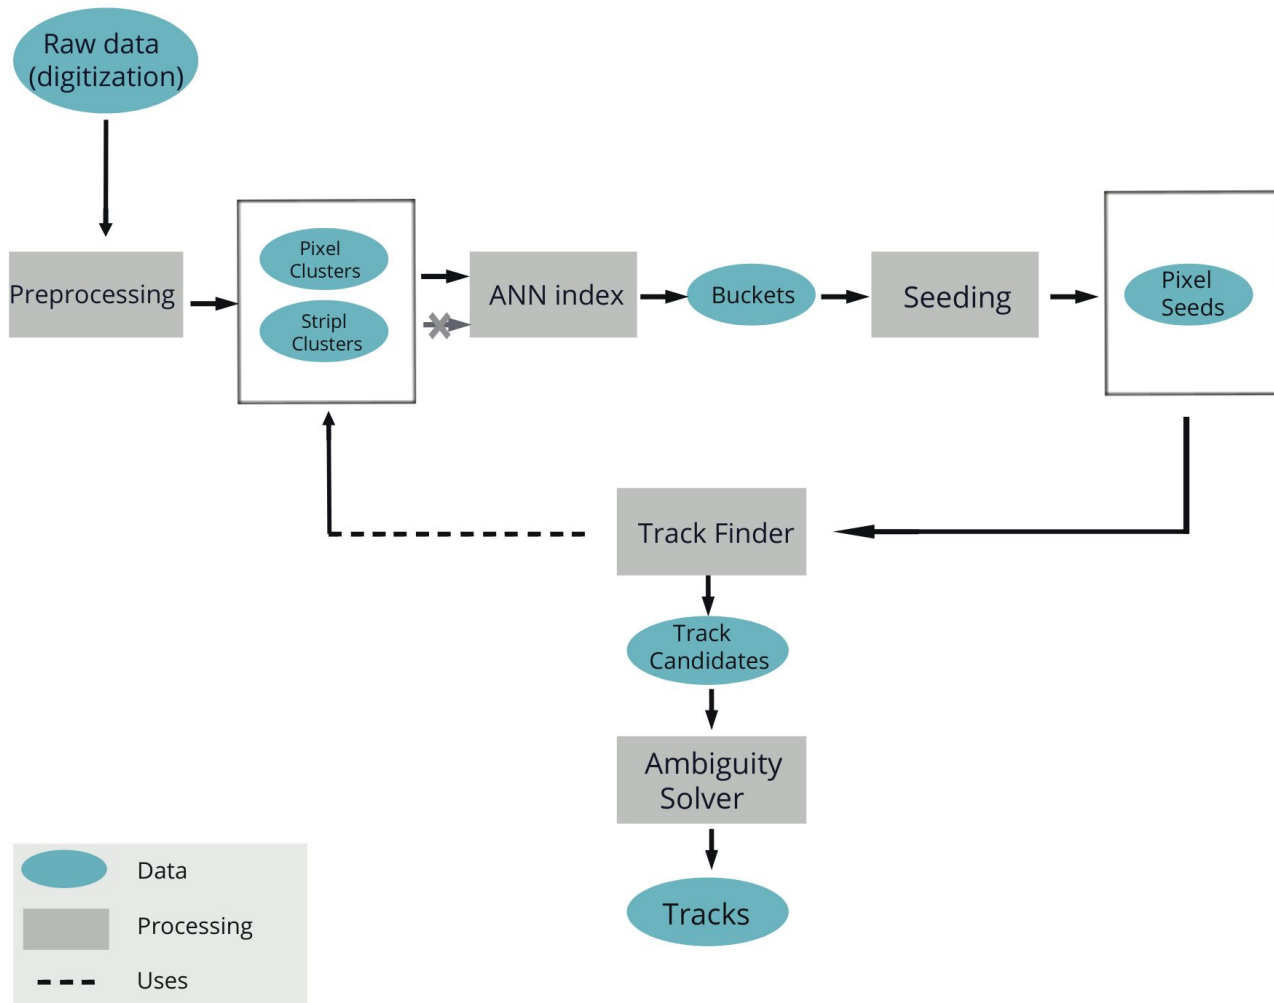 Raw data
(digitization)
Preprocessing
Pixel
Clusters
Stripl
Clusters
ANN index
Buckets
Seeding
Pixel
Seeds
Track Finder
Track
Candidates
Ambiguity
Solver
Tracks
Data
Processing
Uses